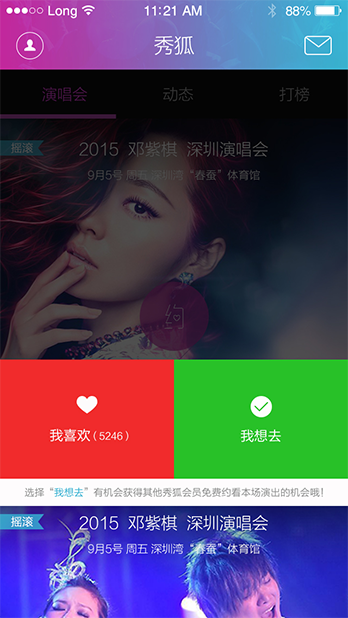 Long 11:21 AM 88%
秀狐
演唱会 动态 打榜
摇滚
2015 邓紫棋 深圳演唱会
9月5号 周五 深圳湾“春蚕”体育馆
约
我喜欢(5246) 我想去
选择“我想去”有机会获得其他秀狐会员免费约看本场演出的机会哦!
摇滚
2015 邓紫棋 深圳演唱会
9月5号 周五 深圳湾“春蚕”体育馆